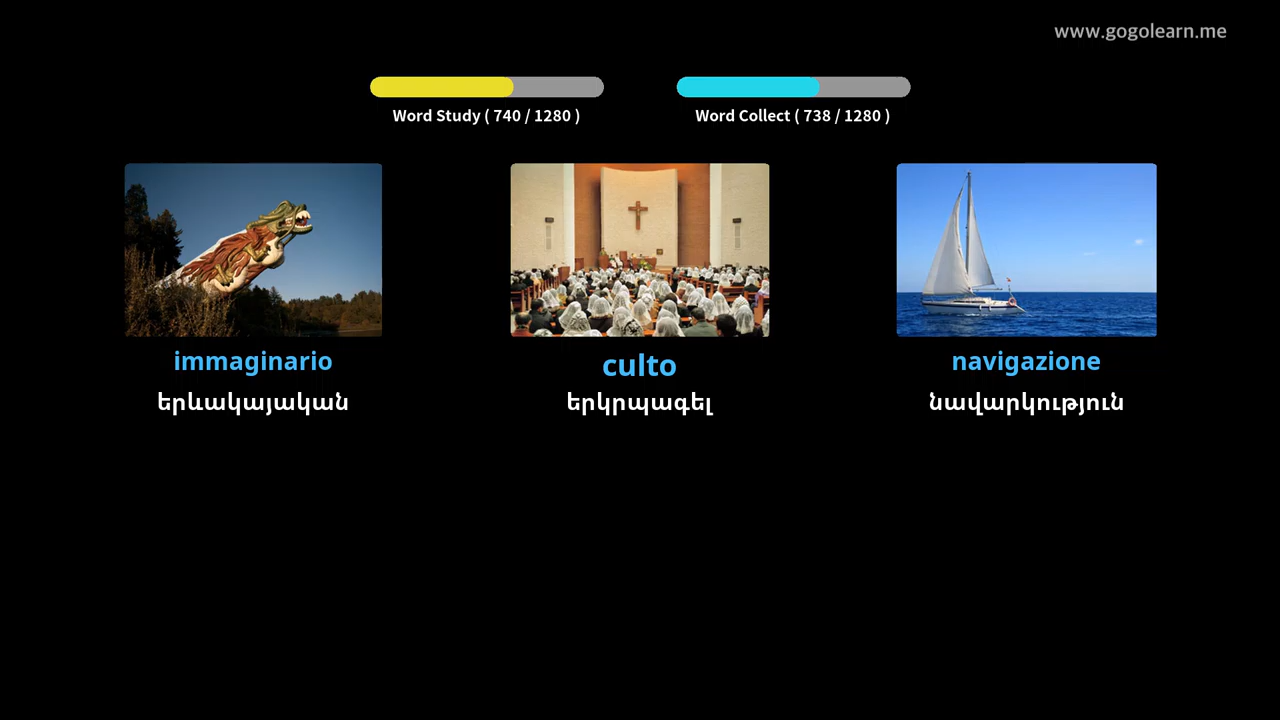 www.gogolearn.me
Word Study ( 740 / 1280 )
Word Collect ( 738 / 1280 )
immaginario
culto
navigazione
երևակայական
երկրպագել
նավարկություն